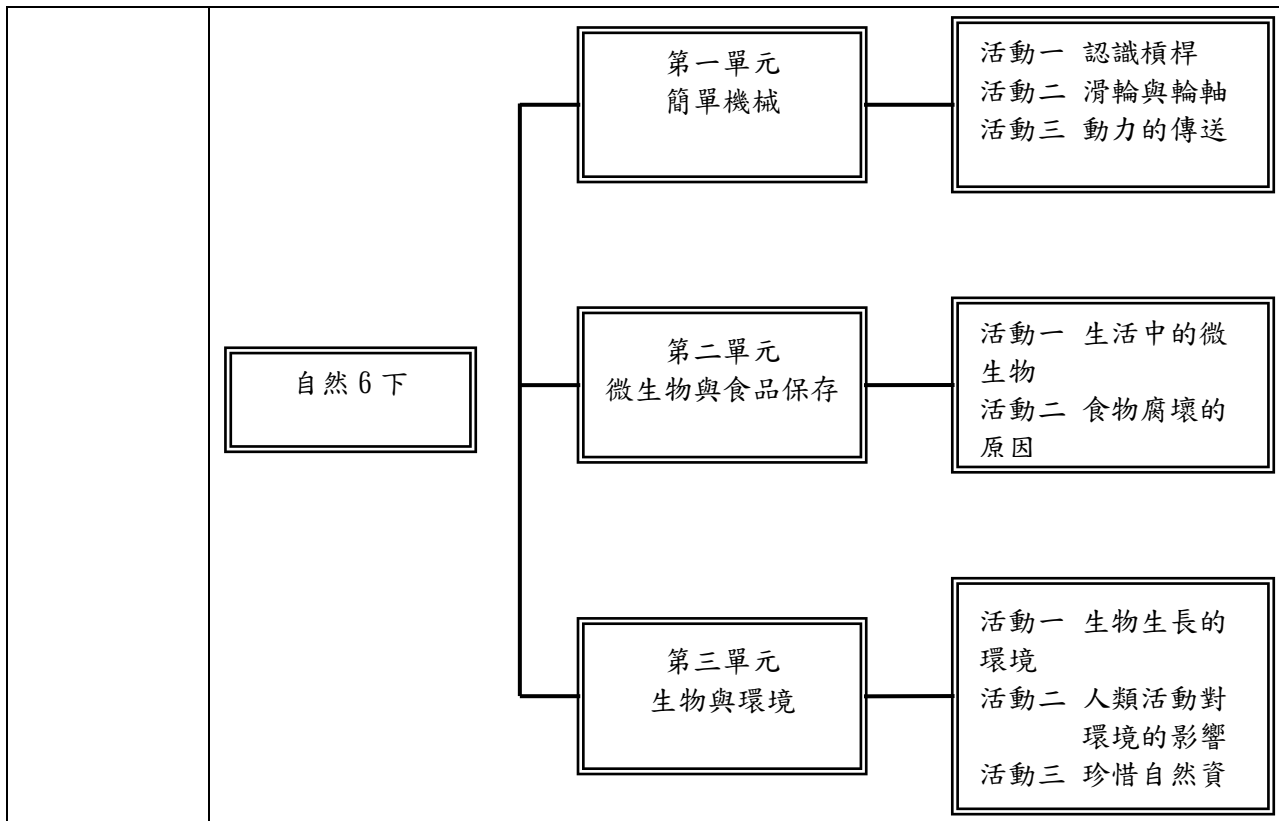 自然 6 下
第一單元
簡單機械
活動一 認識槓桿
活動二 滑輪與輪軸
活動三 動力的傳送
第二單元
微生物與食品保存
活動一 生活中的微
生物
活動二 食物腐壞的
原因
第三單元
生物與環境
活動一 生物生長的
環境
活動二 人類活動對
環境的影響
活動三 珍惜自然資